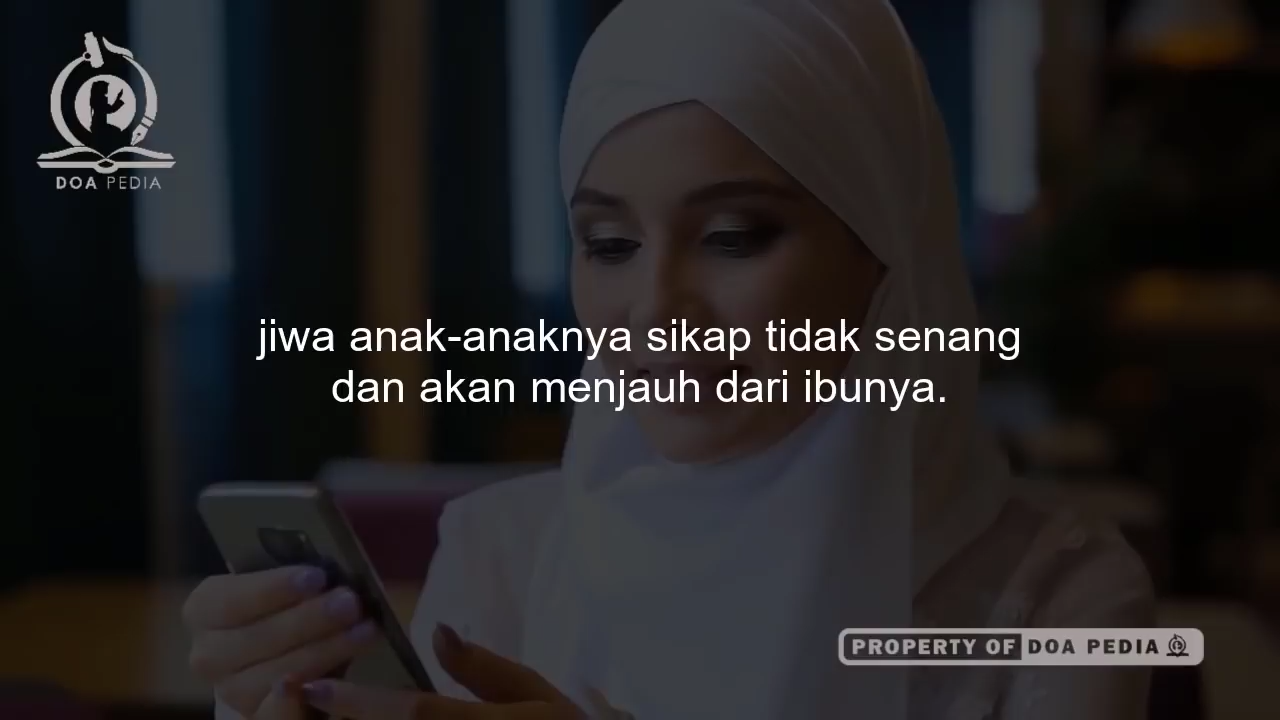 DOA PEDIA
jiwa anak-anaknya sikap tidak senang
dan akan menjauh dari ibunya.
PROPERTY OF DOA PEDIA